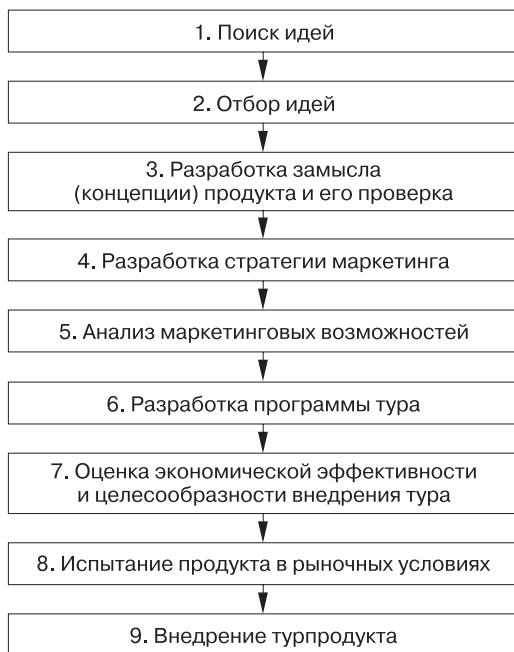 1. Поиск идей
2. Отбор идей
3. Разработка замысла
(концепции) продукта и его проверка
4. Разработка стратегии маркетинга
5. Анализ маркетинговых возможностей
6. Разработка программы тура
7. Оценка экономической эффективности
и целесообразности внедрения тура
8. Испытание продукта в рыночных условиях
9. Внедрение турпродукта